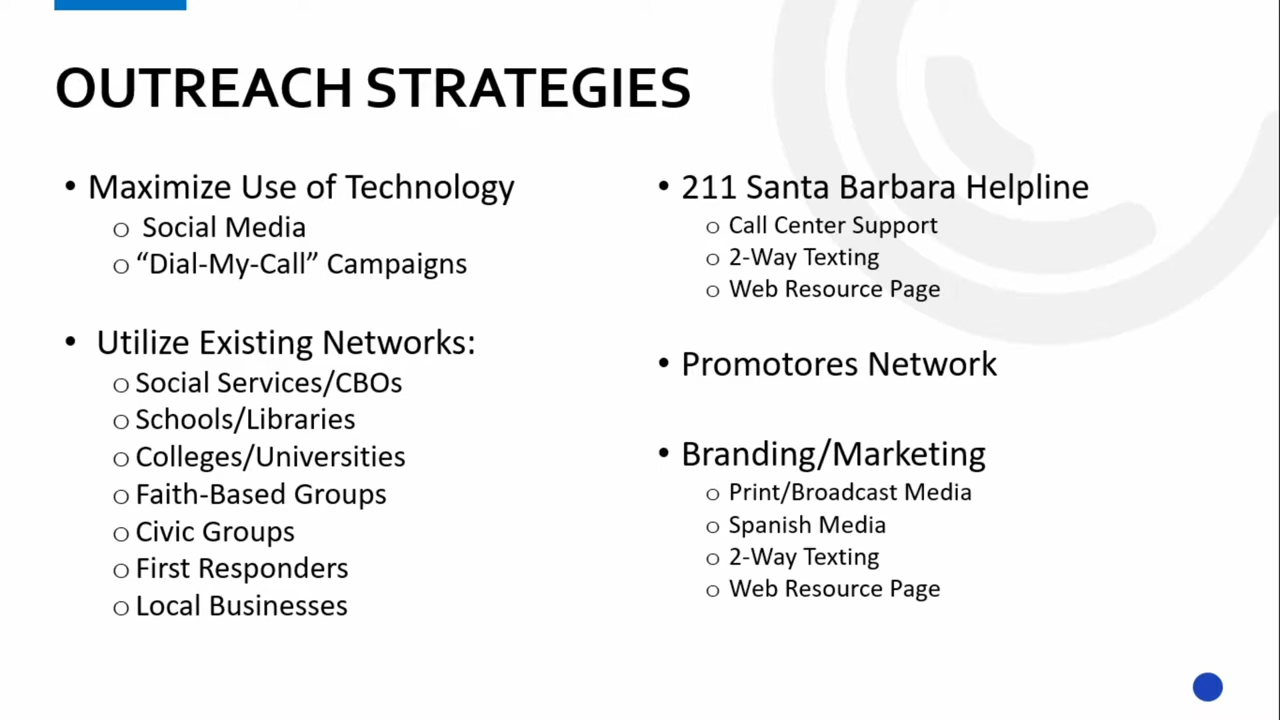 OUTREACH STRATEGIES
• Maximize Use of Technology
o Social Media
o “Dial-My-Call” Campaigns
• Utilize Existing Networks:
o Social Services/CBOs
o Schools/Libraries
o Colleges/Universities
o Faith-Based Groups
o Civic Groups
o First Responders
o Local Businesses
• 211 Santa Barbara Helpline
o Call Center Support
o 2-Way Texting
o Web Resource Page
• Promotores Network
• Branding/Marketing
o Print/Broadcast Media
o Spanish Media
o 2-Way Texting
o Web Resource Page